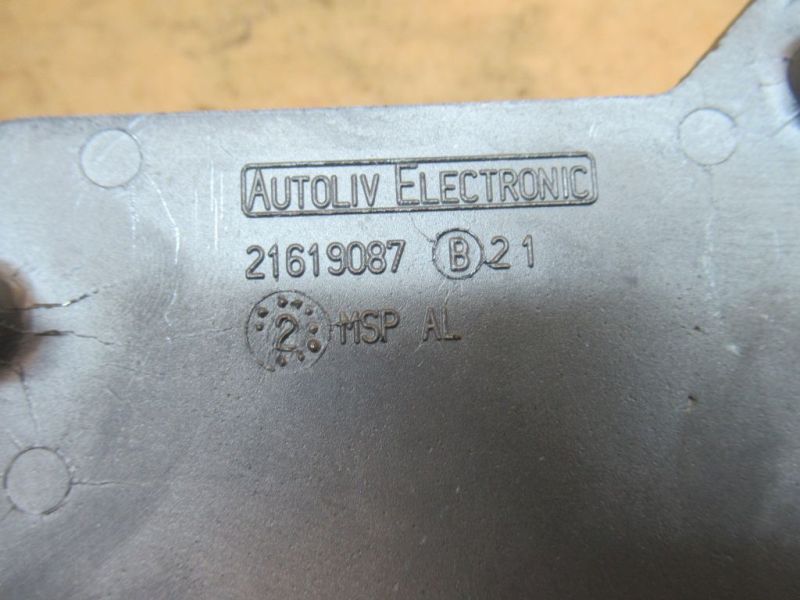 AUTOLIV ELECTRONIC
21619087 B 21
2 MSP AL